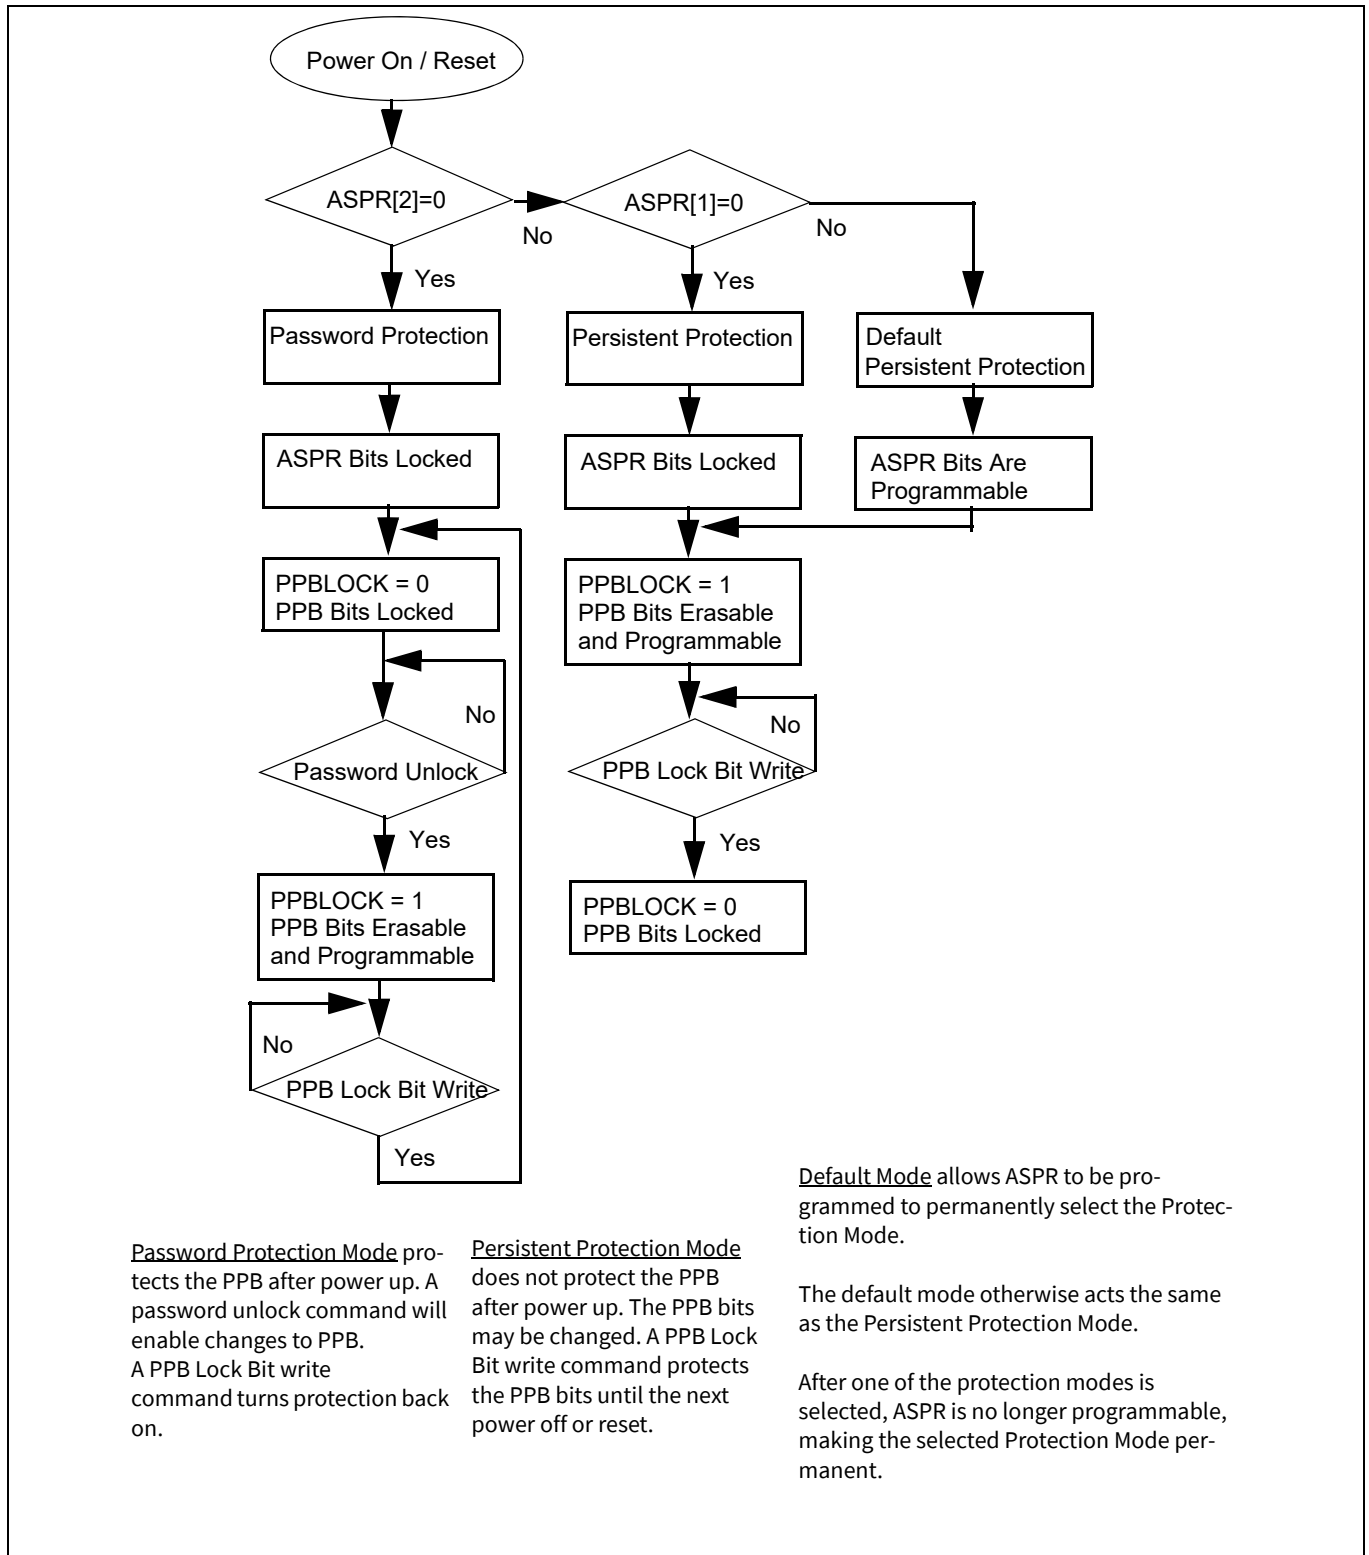 Power On / Reset
ASPR[2]=0
No
ASPR[1]=0
No
Yes
Yes
Password Protection
Persistent Protection
Default
Persistent Protection
ASPR Bits Locked
ASPR Bits Locked
ASPR Bits Are
Programmable
PPBLOCK = 0
PPB Bits Locked
PPBLOCK = 1
PPB Bits Erasable
and Programmable
No
Password Unlock
No
PPB Lock Bit Write
Yes
Yes
PPBLOCK = 1
PPB Bits Erasable
and Programmable
PPBLOCK = 0
PPB Bits Locked
No
PPB Lock Bit Write
Yes
Password Protection Mode pro-
tects the PPB after power up. A
password unlock command will
enable changes to PPB.
A PPB Lock Bit write
command turns protection back
on.
Persistent Protection Mode
does not protect the PPB
after power up. The PPB bits
may be changed. A PPB Lock
Bit write command protects
the PPB bits until the next
power off or reset.
Default Mode allows ASPR to be pro-
grammed to permanently select the Protec-
tion Mode.
The default mode otherwise acts the same
as the Persistent Protection Mode.
After one of the protection modes is
selected, ASPR is no longer programmable,
making the selected Protection Mode per-
manent.